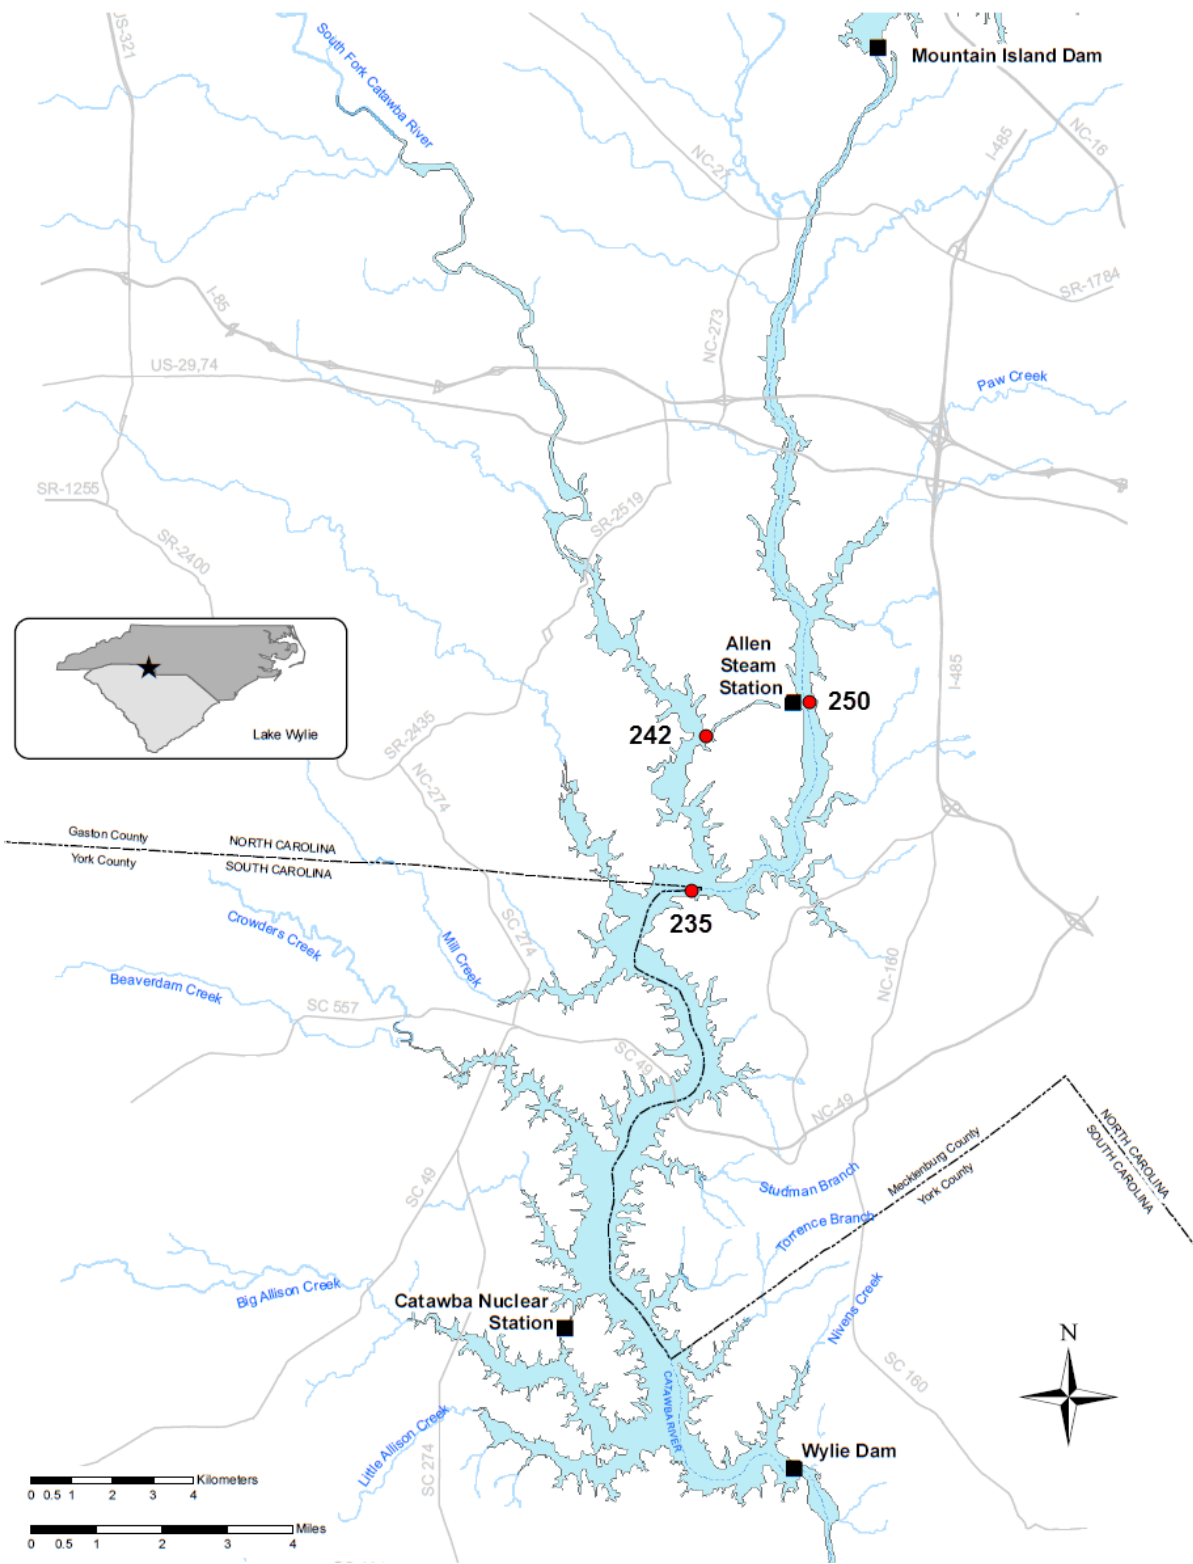 US-321
South Fork Catawba River
Mountain Island Dam
NC-16
I-485
NC-27
SR-1784
I-85
NC-273
US-29,74
Paw Creek
SR-1255
SR-2519
SR-2400
Allen
Steam
Station
I-485
250
242
Lake Wylie
SR-2435
NC-274
Gaston County
NORTH CAROLINA
York County
SOUTH CAROLINA
235
Crowders Creek
SC-274
Mill Creek
NC-160
Beaverdam Creek
SC 557
SC 49
NC-49
NORTH CAROLINA
SOUTH CAROLINA
Mecklenburg County
York County
Studman Branch
SC 49
Torrence Branch
Big Allison Creek
Catawba Nuclear
Station
Nivens Creek
N
SC 160
CATAWBA RIVER
Little Allison Creek
Wylie Dam
SC 274
Kilometers
0 0.5 1 2 3 4
Miles
0 0.5 1 2 3 4